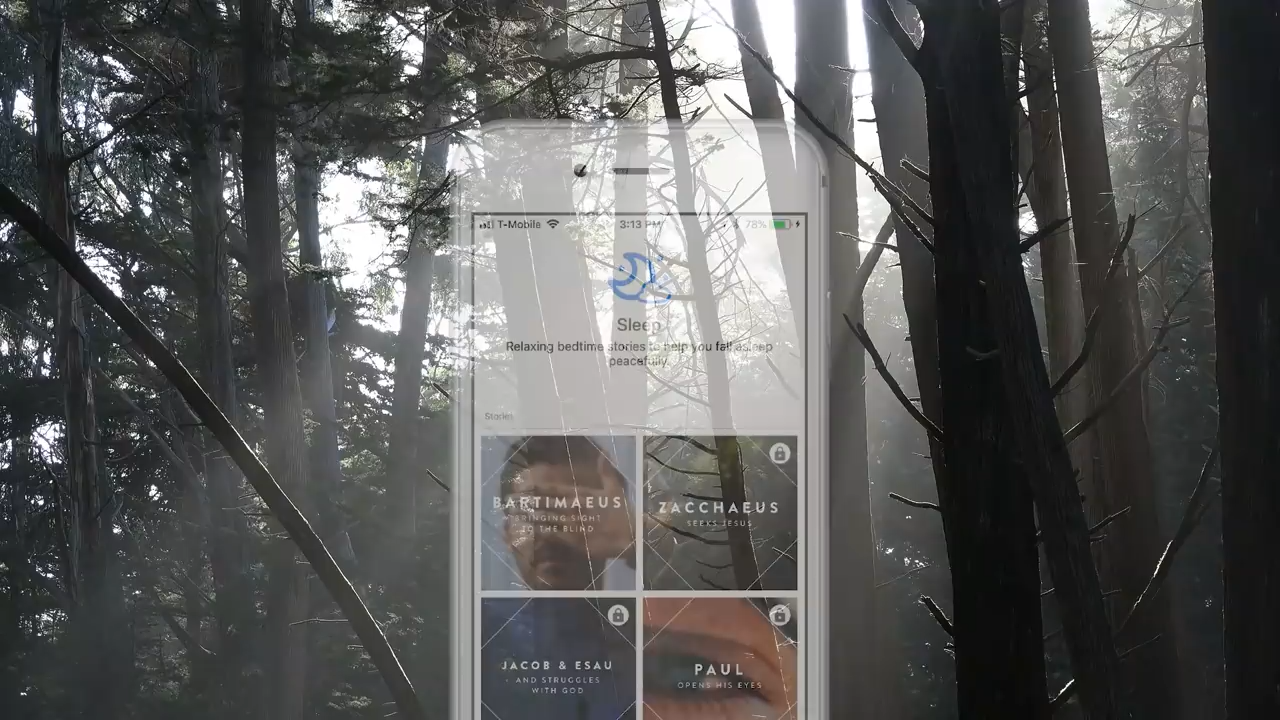 T-Mobile 3:13 PM 78%
Sleep
Relaxing bedtime stories to help you fall asleep
peacefully.
Stories
BARTIMAEUS
BRINGING SIGHT
TO THE BLIND
ZACCHAEUS
SEEKS JESUS
JACOB & ESAU
AND STRUGGLES
WITH GOD
PAUL
OPENS HIS EYES